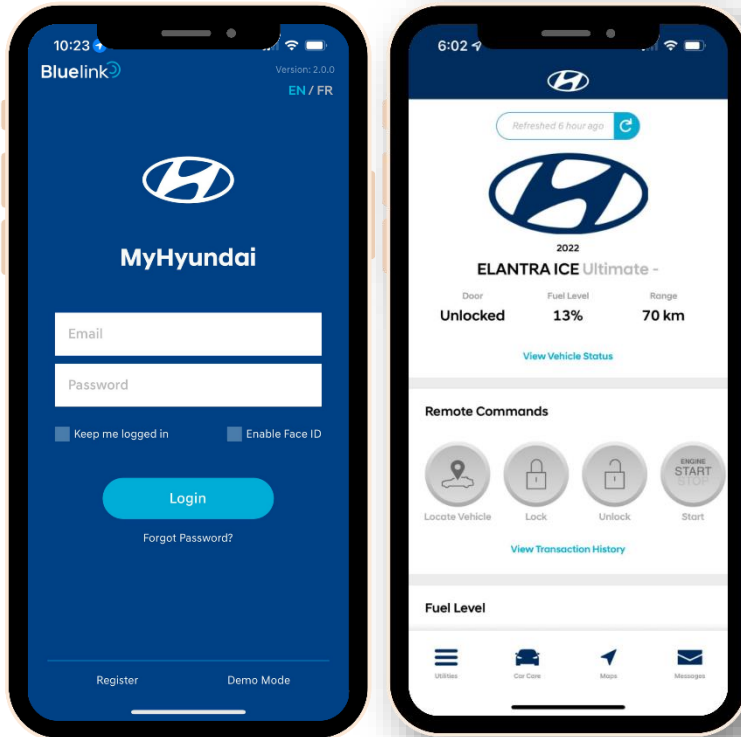 10:23
Bluelink
Version: 2.0.0
EN / FR
MyHyundai
Email
Password
Keep me logged in
Enable Face ID
Login
Forgot Password?
Register
Demo Mode
6:02
Refreshed 6 hour ago
2022
ELANTRA ICE Ultimate -
Door
Fuel Level
Range
Unlocked
13%
70 km
View Vehicle Status
Remote Commands
ENGINE
START
STOP
Locate Vehicle
Lock
Unlock
Start
View Transaction History
Fuel Level
Utilities
Car Care
Maps
Messages